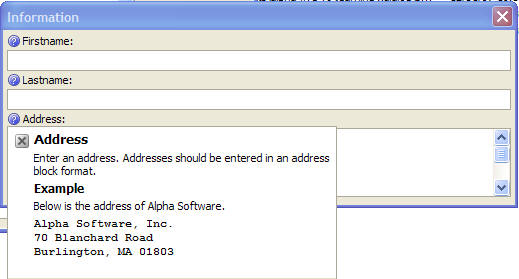 Information
Firstname:
Lastname:
Address:
Address
Enter an address. Addresses should be entered in an address
block format.
Example
Below is the address of Alpha Software.
Alpha Software, Inc.
70 Blanchard Road
Burlington, MA 01803